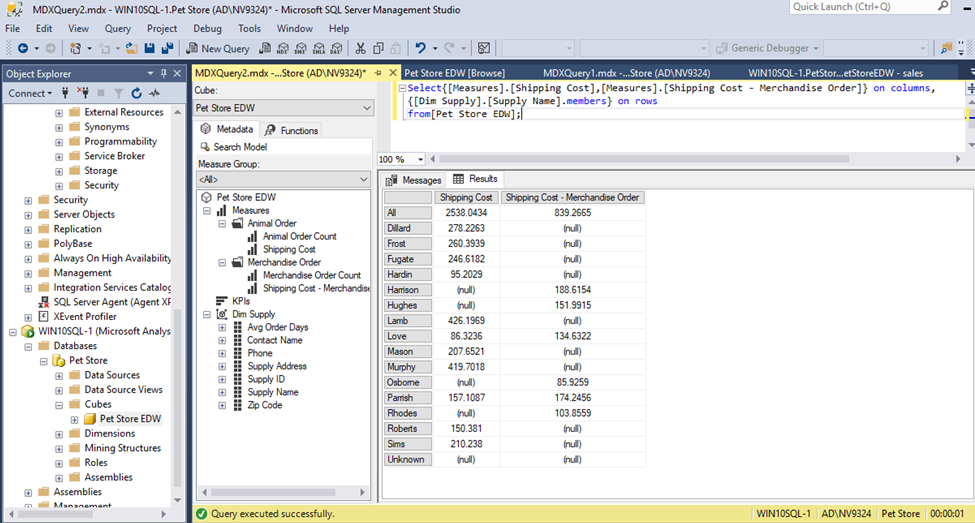 MDXQuery2.mdx - WIN10SQL-1.Pet Store (AD\NV9324)* - Microsoft SQL Server Management Studio
Quick Launch (Ctrl+Q)
File Edit View Query Project Debug Tools Window Help
New Query
Generic Debugger
Object Explorer
Connect
External Resources
Synonyms
Programmability
Service Broker
Storage
Security
Security
Server Objects
Replication
PolyBase
Always On High Availability
Management
Integration Services Catalog
SQL Server Agent (Agent XP
XEvent Profiler
WIN10SQL-1 (Microsoft Analys
Databases
Pet Store
Data Sources
Data Source Views
Cubes
Pet Store EDW
Dimensions
Mining Structures
Roles
Assemblies
Assemblies
Management
MDXQuery2.mdx -...Store (AD\NV9324)* Pet Store EDW [Browse] MDXQuery1.mdx -...Store (AD\NV9324) WIN10SQL-1.PetStor...etStoreEDW - sales
Cube:
Pet Store EDW
Metadata Functions
Search Model
Measure Group:
<All>
Pet Store EDW
Measures
Animal Order
Animal Order Count
Shipping Cost
Merchandise Order
Merchandise Order Count
Shipping Cost - Merchandise
KPIs
Dim Supply
Avg Order Days
Contact Name
Phone
Supply Address
Supply ID
Supply Name
Zip Code
Select{[Measures].[Shipping Cost],[Measures].[Shipping Cost - Merchandise Order]} on columns,
{[Dim Supply].[Supply Name].members} on rows
from[Pet Store EDW];
100 %
Messages Results
Shipping Cost Shipping Cost - Merchandise Order
All 2538.0434 839.2665
Dillard 278.2263 (null)
Frost 260.3939 (null)
Fugate 246.6182 (null)
Hardin 95.2029 (null)
Harrison (null) 188.6154
Hughes (null) 151.9915
Lamb 426.1969 (null)
Love 86.3236 134.6322
Mason 207.6521 (null)
Murphy 419.7018 (null)
Osborne (null) 85.9259
Parrish 157.1087 174.2456
Rhodes (null) 103.8559
Roberts 150.381 (null)
Sims 210.238 (null)
Unknown (null) (null)
Query executed successfully. WIN10SQL-1 AD\NV9324 Pet Store 00:00:01